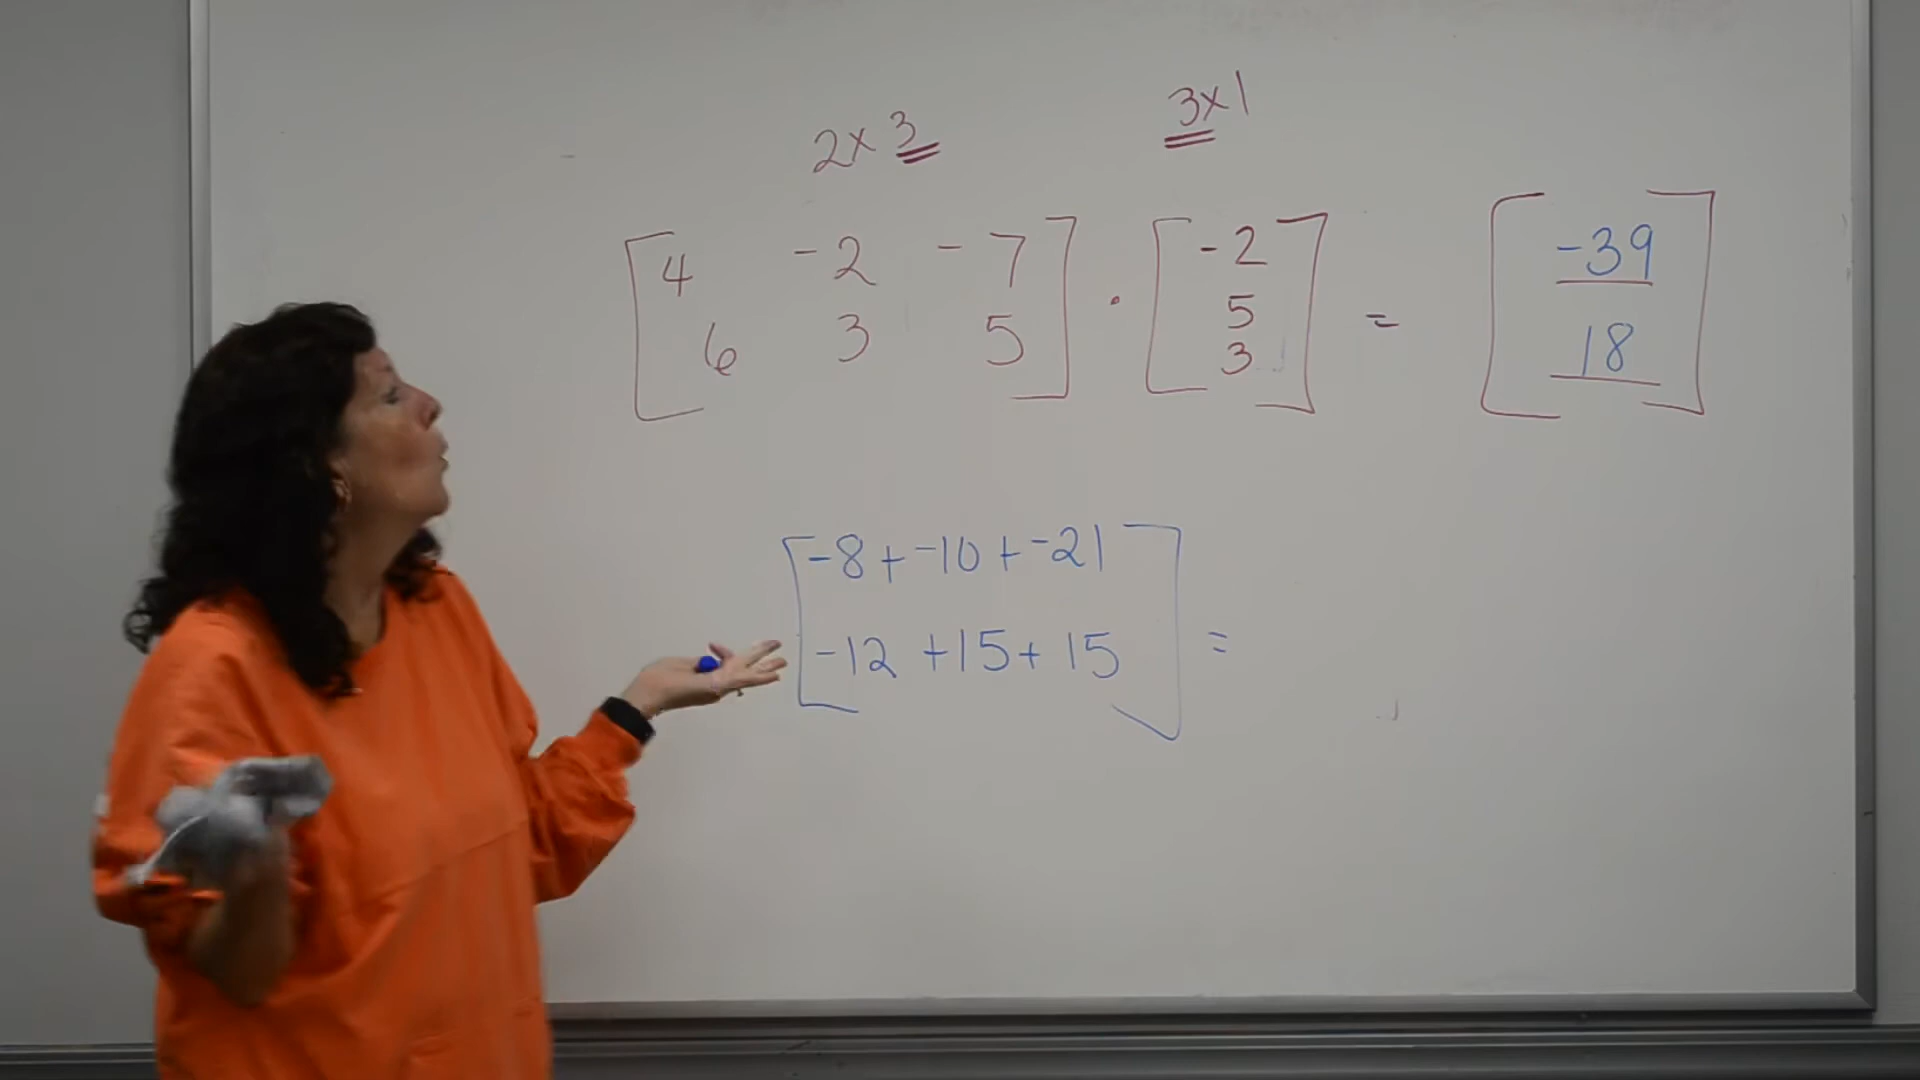 2x3 3x1
4 -2 -7 · -2 = -39
6 3 5 5 18
3
-8+-10+-21
-12+15+15 =